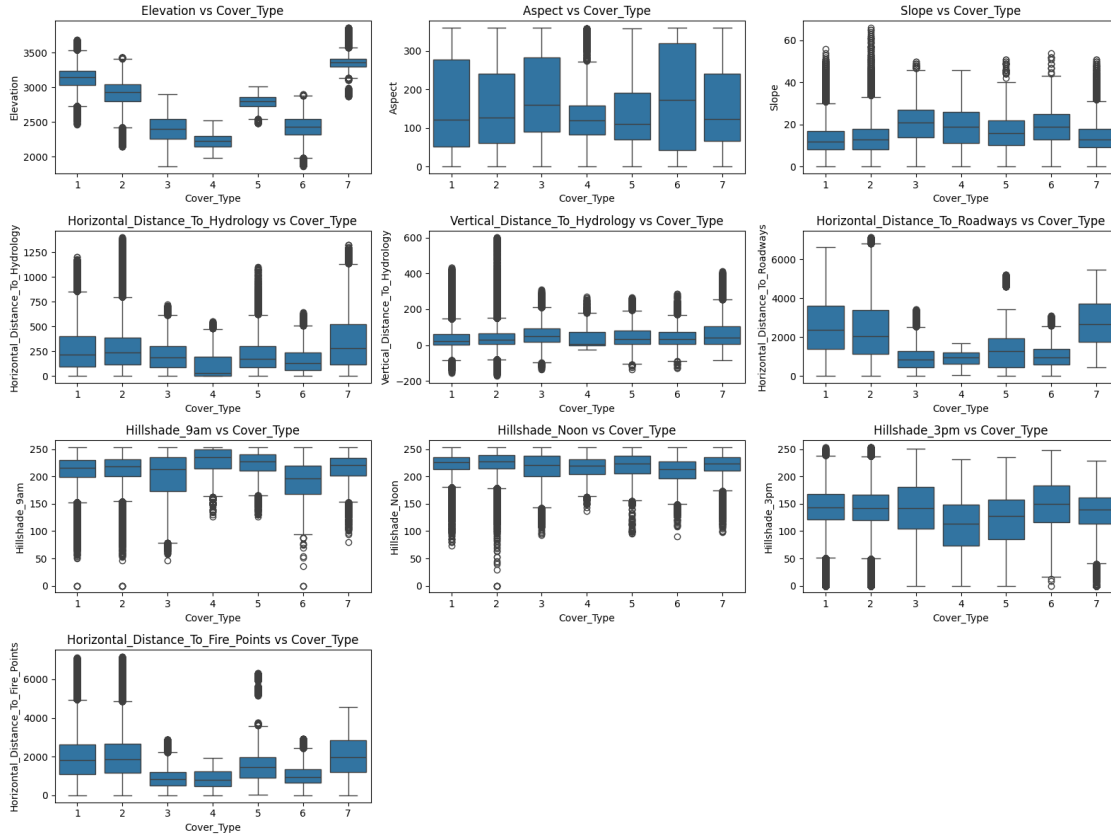 Elevation vs Cover_Type
Elevation
3500
3000
2500
2000
1 2 3 4 5 6 7
Cover_Type
Aspect vs Cover_Type
Aspect
300
200
100
0
1 2 3 4 5 6 7
Cover_Type
Slope vs Cover_Type
Slope
60
40
20
0
1 2 3 4 5 6 7
Cover_Type
Horizontal_Distance_To_Hydrology vs Cover_Type
Horizontal_Distance_To_Hydrology
1250
1000
750
500
250
0
1 2 3 4 5 6 7
Cover_Type
Vertical_Distance_To_Hydrology vs Cover_Type
Vertical_Distance_To_Hydrology
600
400
200
0
−200
1 2 3 4 5 6 7
Cover_Type
Horizontal_Distance_To_Roadways vs Cover_Type
Horizontal_Distance_To_Roadways
6000
4000
2000
0
1 2 3 4 5 6 7
Cover_Type
Hillshade_9am vs Cover_Type
Hillshade_9am
250
200
150
100
50
0
1 2 3 4 5 6 7
Cover_Type
Hillshade_Noon vs Cover_Type
Hillshade_Noon
250
200
150
100
50
0
1 2 3 4 5 6 7
Cover_Type
Hillshade_3pm vs Cover_Type
Hillshade_3pm
250
200
150
100
50
0
1 2 3 4 5 6 7
Cover_Type
Horizontal_Distance_To_Fire_Points vs Cover_Type
Horizontal_Distance_To_Fire_Points
6000
4000
2000
0
1 2 3 4 5 6 7
Cover_Type